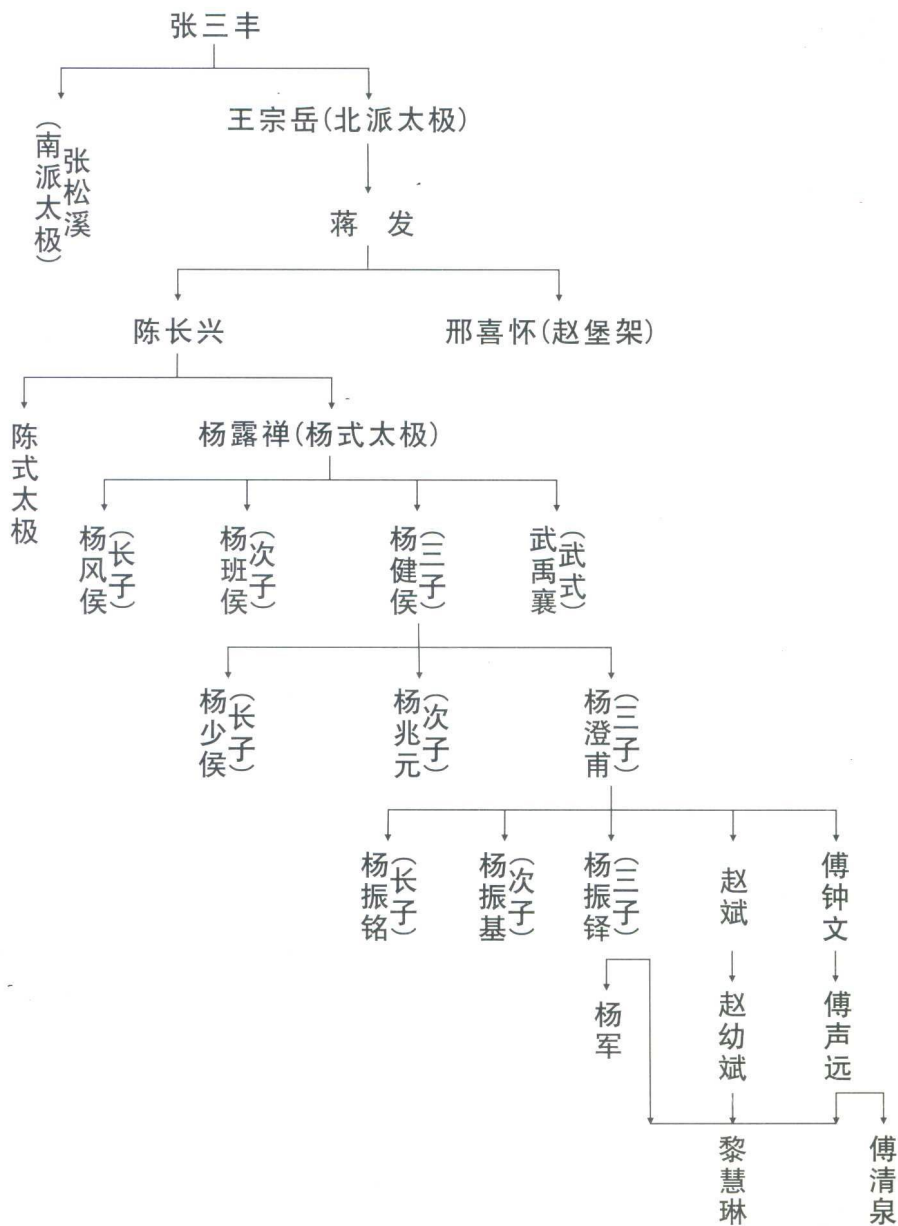 张三丰
张松溪
(南派太极)
王宗岳(北派太极)
蒋 发
陈长兴
邢喜怀(赵堡架)
陈式太极
杨露禅(杨式太极)
杨风侯
(长子)
杨班侯
(次子)
杨健侯
(三子)
武禹襄
(武式)
杨少侯
(长子)
杨兆元
(次子)
杨澄甫
(三子)
杨振铭
(长子)
杨振基
(次子)
杨振铎
(三子)
赵斌
傅钟文
杨军
赵幼斌
傅声远
黎慧琳
傅清泉